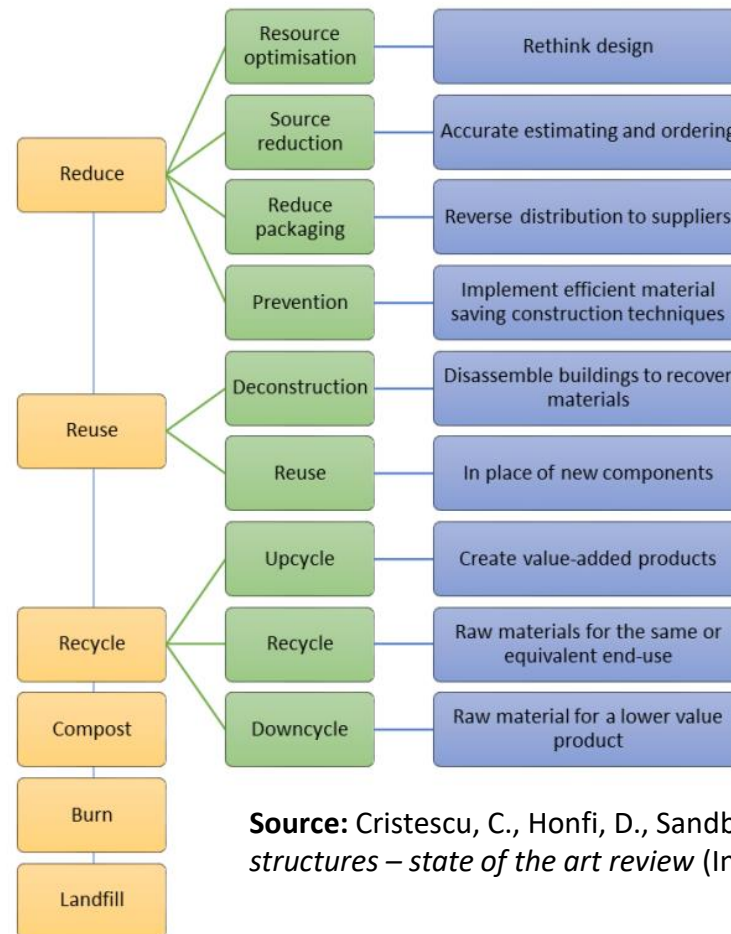 Resource
optimisation
Rethink design
Source
reduction
Accurate estimating and ordering
Reduce
Reduce
packaging
Reverse distribution to suppliers
Prevention
Implement efficient material
saving construction techniques
Deconstruction
Disassemble buildings to recover
materials
Reuse
Reuse
In place of new components
Upcycle
Create value-added products
Recycle
Recycle
Raw materials for the same or
equivalent end-use
Compost
Downcycle
Raw material for a lower value
product
Burn
Landfill
Source: Cristescu, C., Honfi, D., Sandb
structures – state of the art review (In